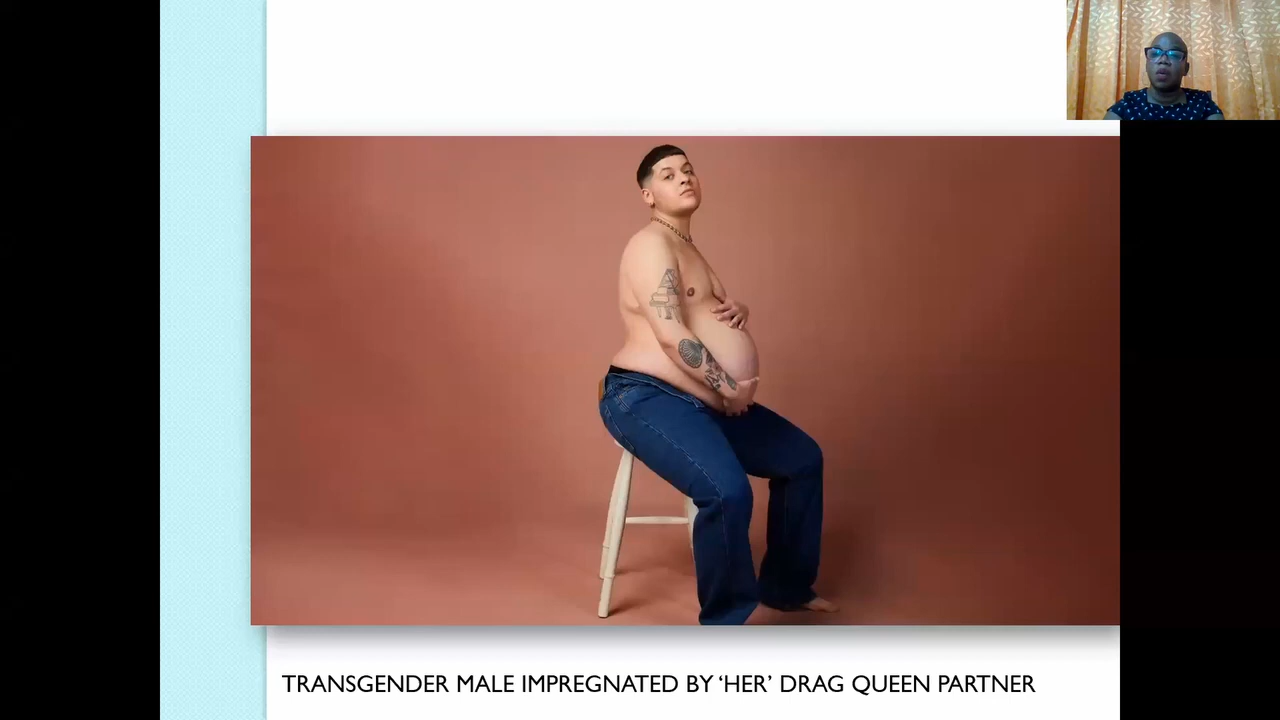 TRANSGENDER MALE IMPREGNATED BY ‘HER’ DRAG QUEEN PARTNER